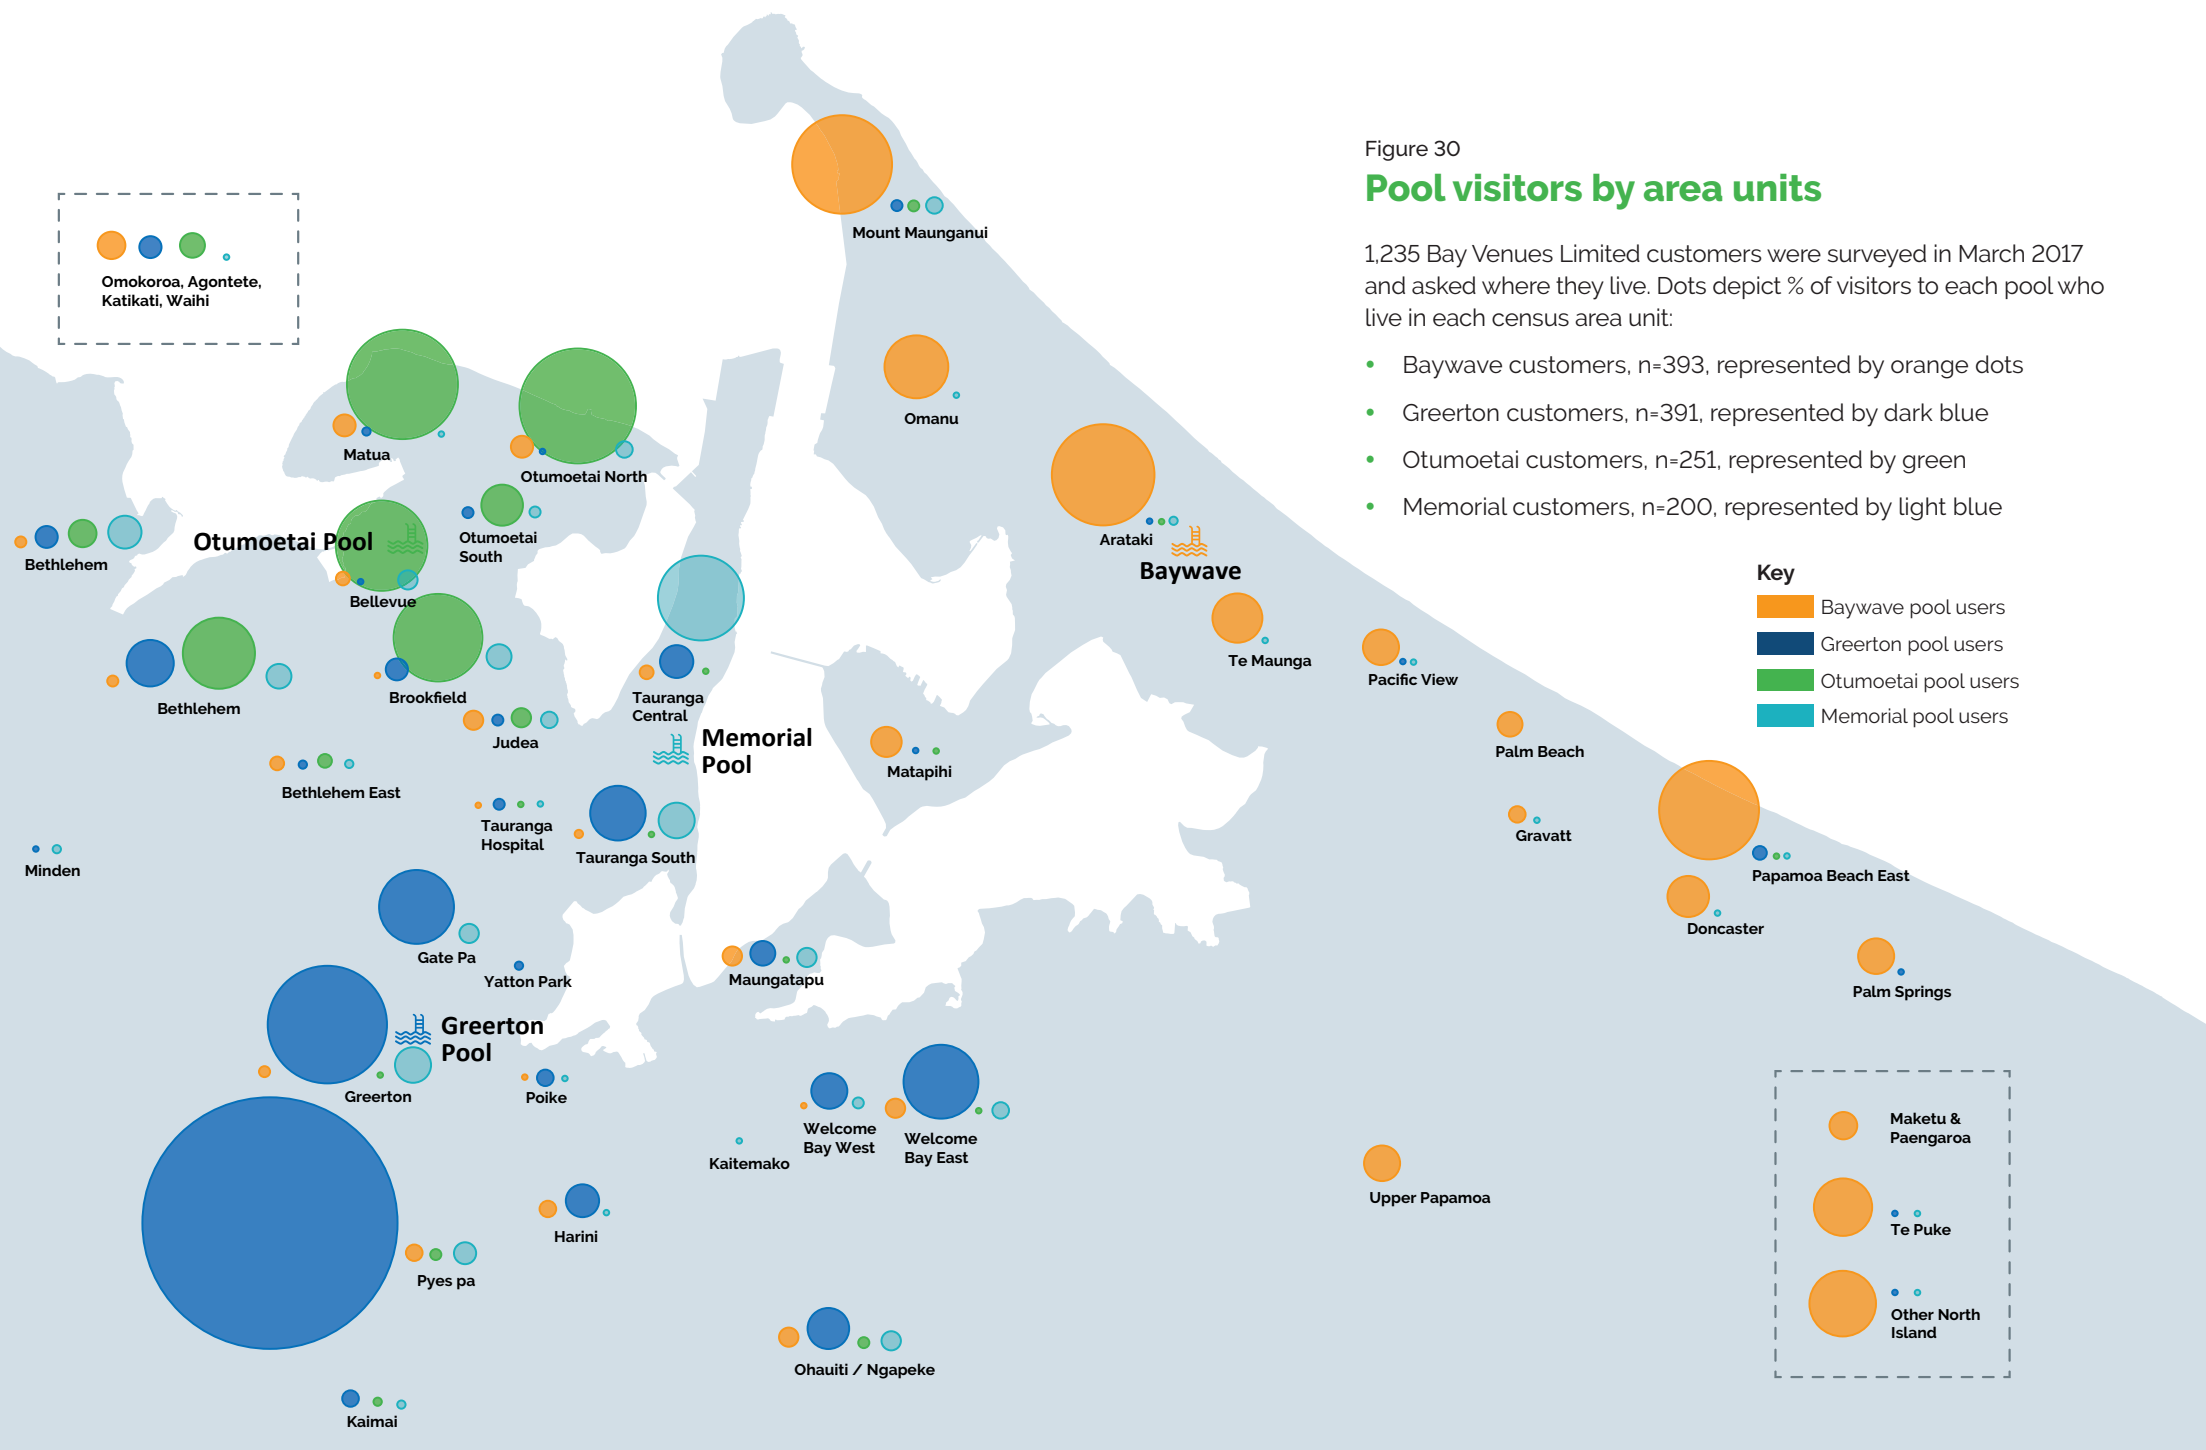 Figure 30
Pool visitors by area units
1,235 Bay Venues Limited customers were surveyed in March 2017
and asked where they live. Dots depict % of visitors to each pool who
live in each census area unit:
• Baywave customers, n=393, represented by orange dots
• Greerton customers, n=391, represented by dark blue
• Otumoetai customers, n=251, represented by green
• Memorial customers, n=200, represented by light blue
Key
Baywave pool users
Greerton pool users
Otumoetai pool users
Memorial pool users
Omokoroa, Agontete,
Katikati, Waihi
Mount Maunganui
Omanu
Matua
Otumoetai North
Otumoetai Pool
Otumoetai
South
Bethlehem
Bellevue
Arataki
Baywave
Te Maunga
Pacific View
Bethlehem
Brookfield
Tauranga
Central
Judea
Memorial
Pool
Matapihi
Palm Beach
Bethlehem East
Tauranga
Hospital
Tauranga South
Gravatt
Minden
Papamoa Beach East
Doncaster
Gate Pa
Yatton Park
Maungatapu
Palm Springs
Greerton
Pool
Greerton
Poike
Welcome
Bay West
Welcome
Bay East
Kaitemako
Upper Papamoa
Maketu &
Paengaroa
Te Puke
Other North
Island
Harini
Pyes pa
Ohauiti / Ngapeke
Kaimai